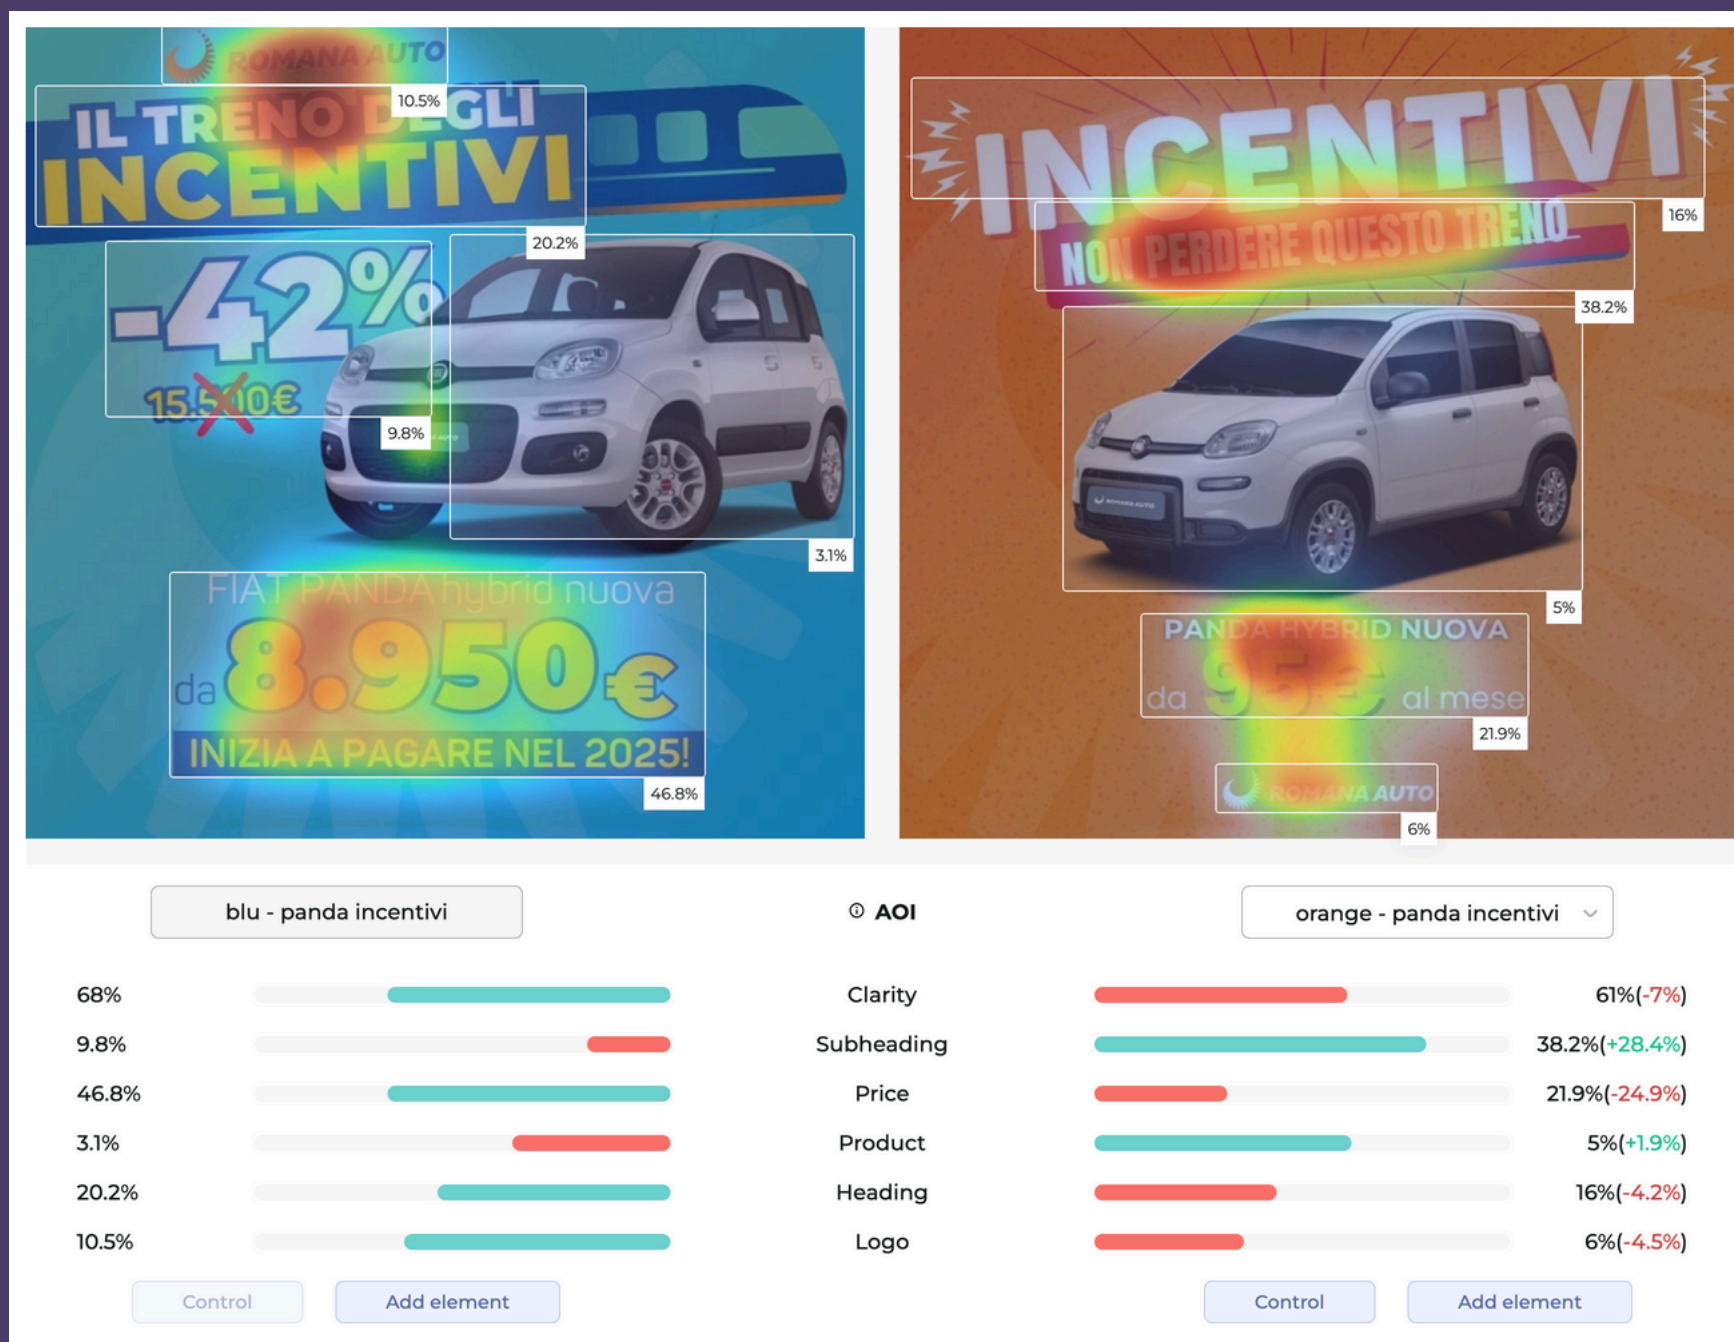 ROMANA AUTO
10.5%
IL TRENO DEGLI
INCENTIVI
20.2%
-42%
15.500€
9.8%
3.1%
FIAT PANDA hybrid nuova
da 8.950€
INIZIA A PAGARE NEL 2025!
46.8%
INCENTIVI
16%
NON PERDERE QUESTO TRENO
38.2%
ROMANA AUTO
5%
PANDA HYBRID NUOVA
da 95€ al mese
21.9%
ROMANA AUTO
6%
blu - panda incentivi
AOI
orange - panda incentivi
68% Clarity 61%(-7%)
9.8% Subheading 38.2%(+28.4%)
46.8% Price 21.9%(-24.9%)
3.1% Product 5%(+1.9%)
20.2% Heading 16%(-4.2%)
10.5% Logo 6%(-4.5%)
Control Add element Control Add element